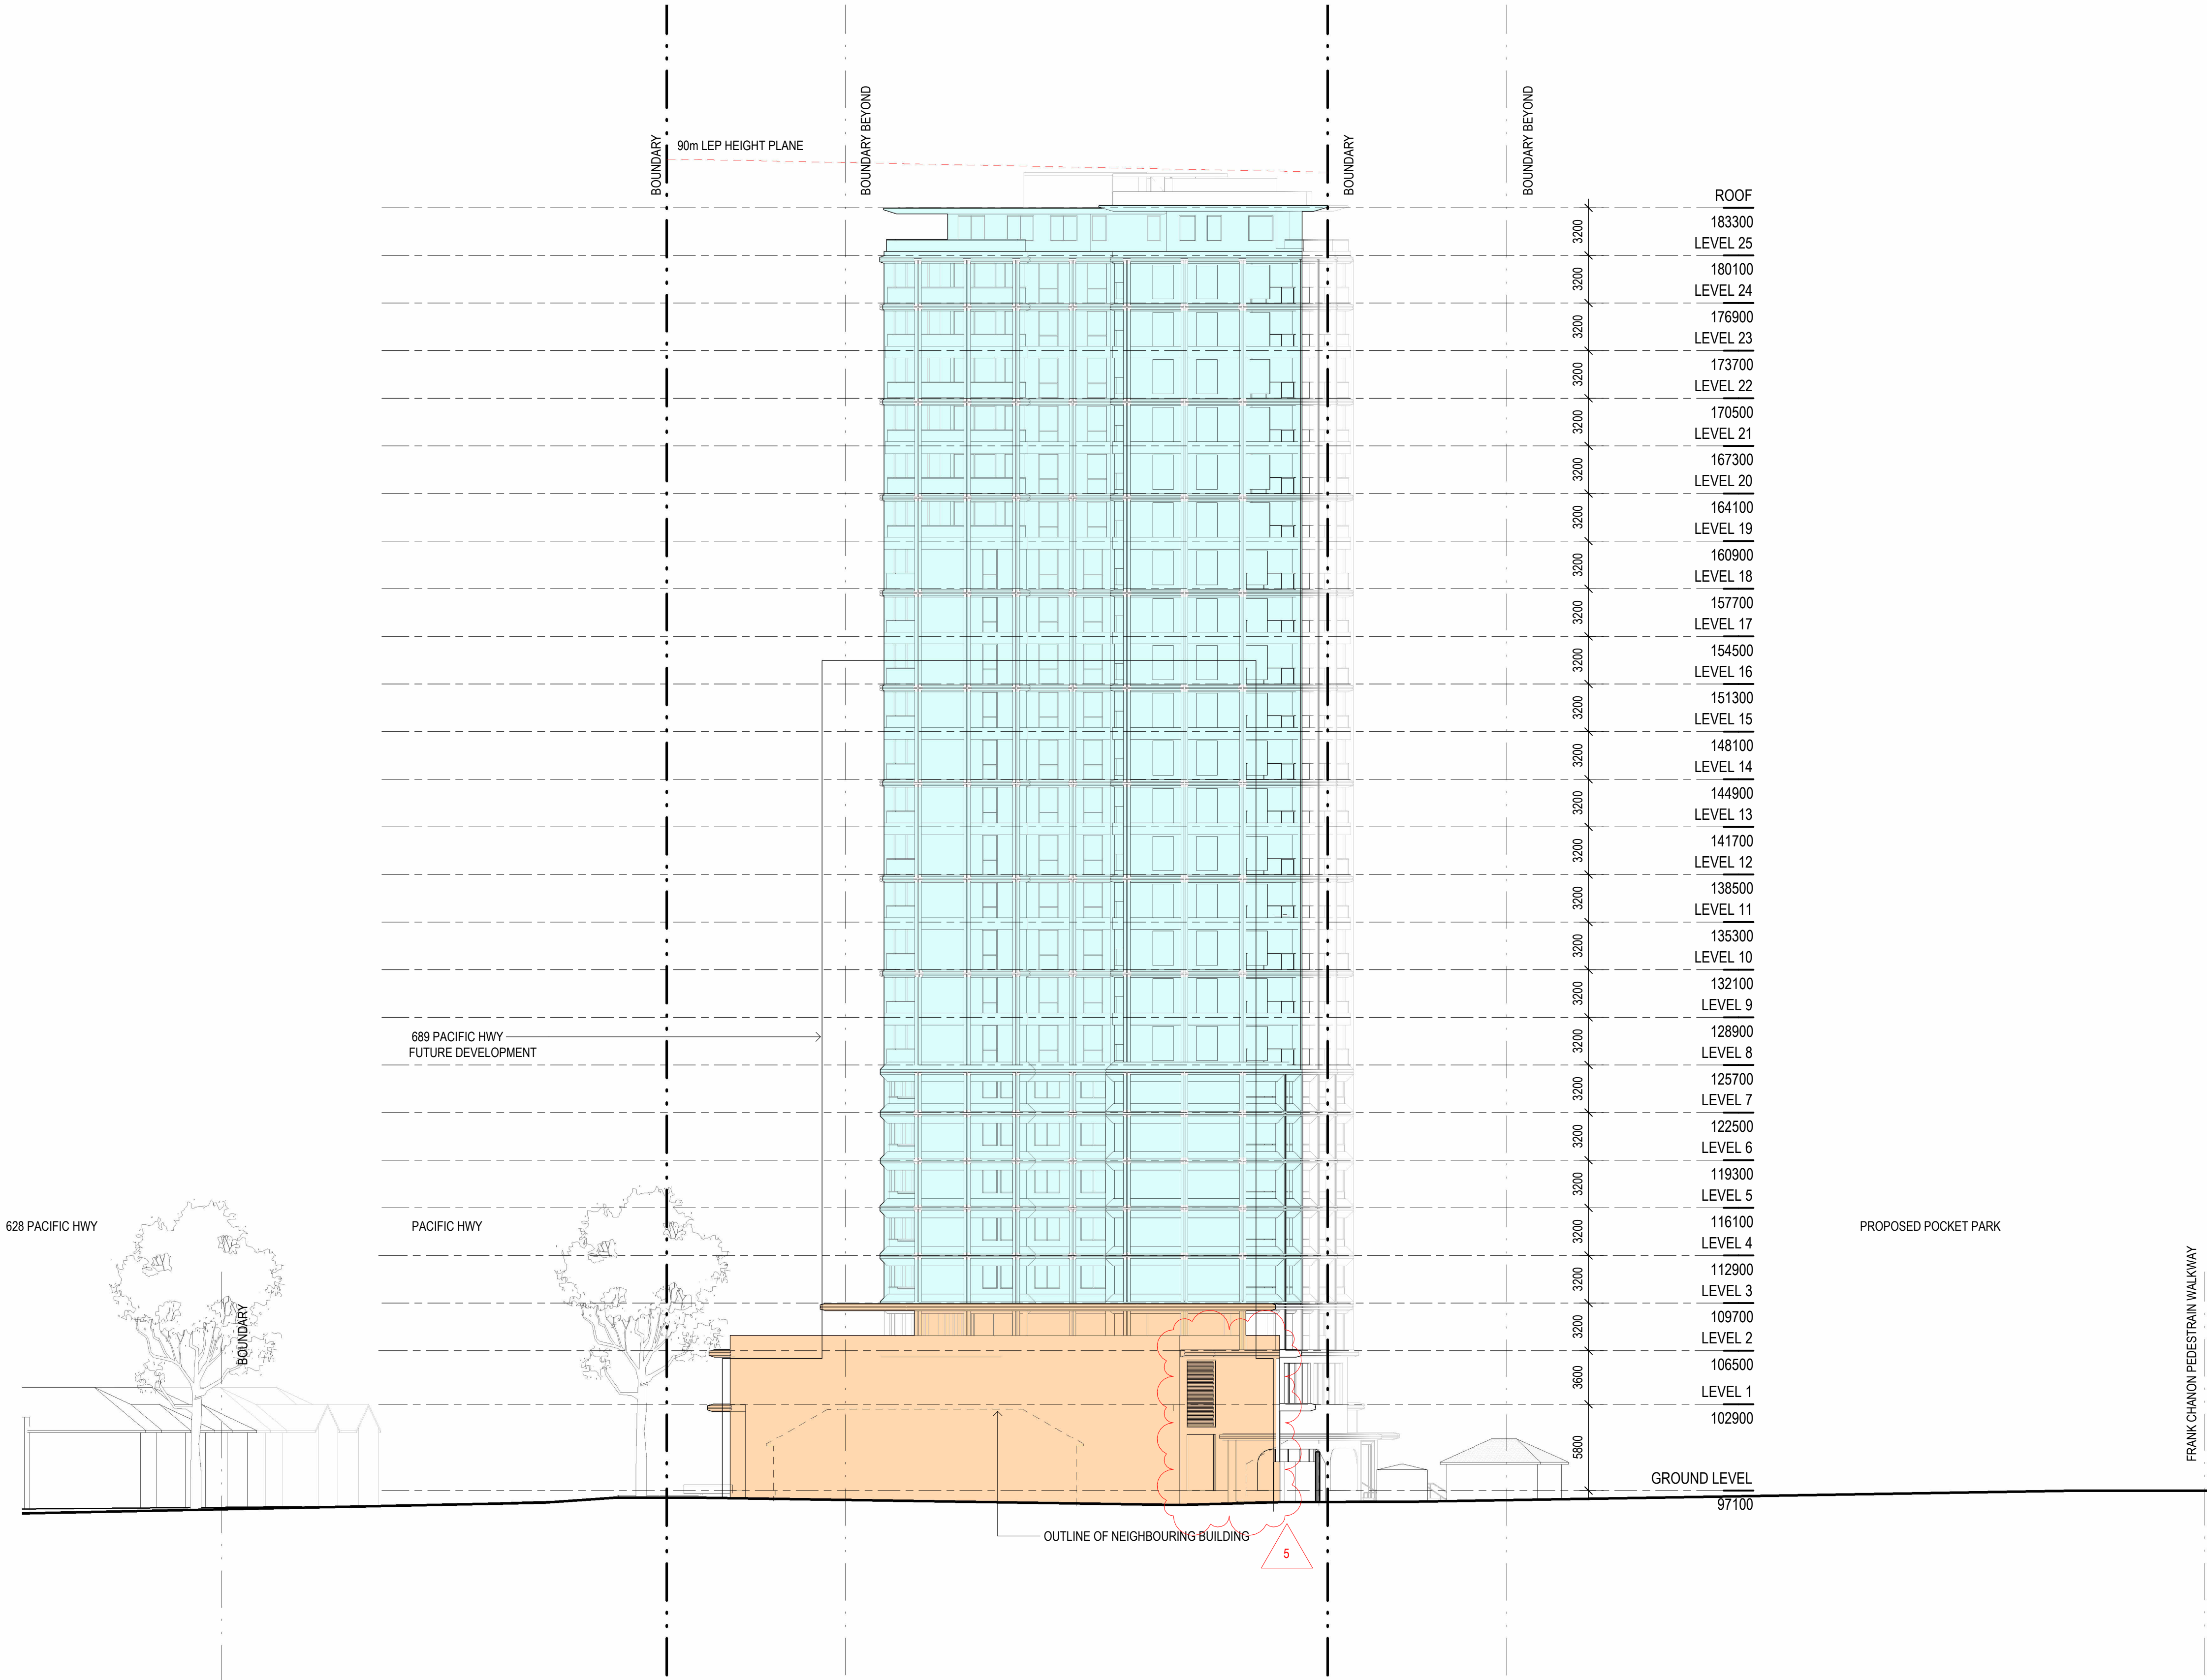 BOUNDARY
90m LEP HEIGHT PLANE
BOUNDARY BEYOND
BOUNDARY
BOUNDARY BEYOND
ROOF
183300
3200
LEVEL 25
180100
3200
LEVEL 24
176900
3200
LEVEL 23
173700
3200
LEVEL 22
170500
3200
LEVEL 21
167300
3200
LEVEL 20
164100
3200
LEVEL 19
160900
3200
LEVEL 18
157700
3200
LEVEL 17
154500
3200
LEVEL 16
151300
3200
LEVEL 15
148100
3200
LEVEL 14
144900
3200
LEVEL 13
141700
3200
LEVEL 12
138500
3200
LEVEL 11
135300
3200
LEVEL 10
132100
3200
LEVEL 9
128900
3200
LEVEL 8
125700
3200
LEVEL 7
122500
3200
LEVEL 6
119300
3200
LEVEL 5
116100
3200
LEVEL 4
112900
3200
LEVEL 3
109700
3200
LEVEL 2
106500
3600
LEVEL 1
102900
5800
GROUND LEVEL
97100
689 PACIFIC HWY
FUTURE DEVELOPMENT
628 PACIFIC HWY
PACIFIC HWY
PROPOSED POCKET PARK
BOUNDARY
FRANK CHANON PEDESTRAIN WALKWAY
OUTLINE OF NEIGHBOURING BUILDING
5